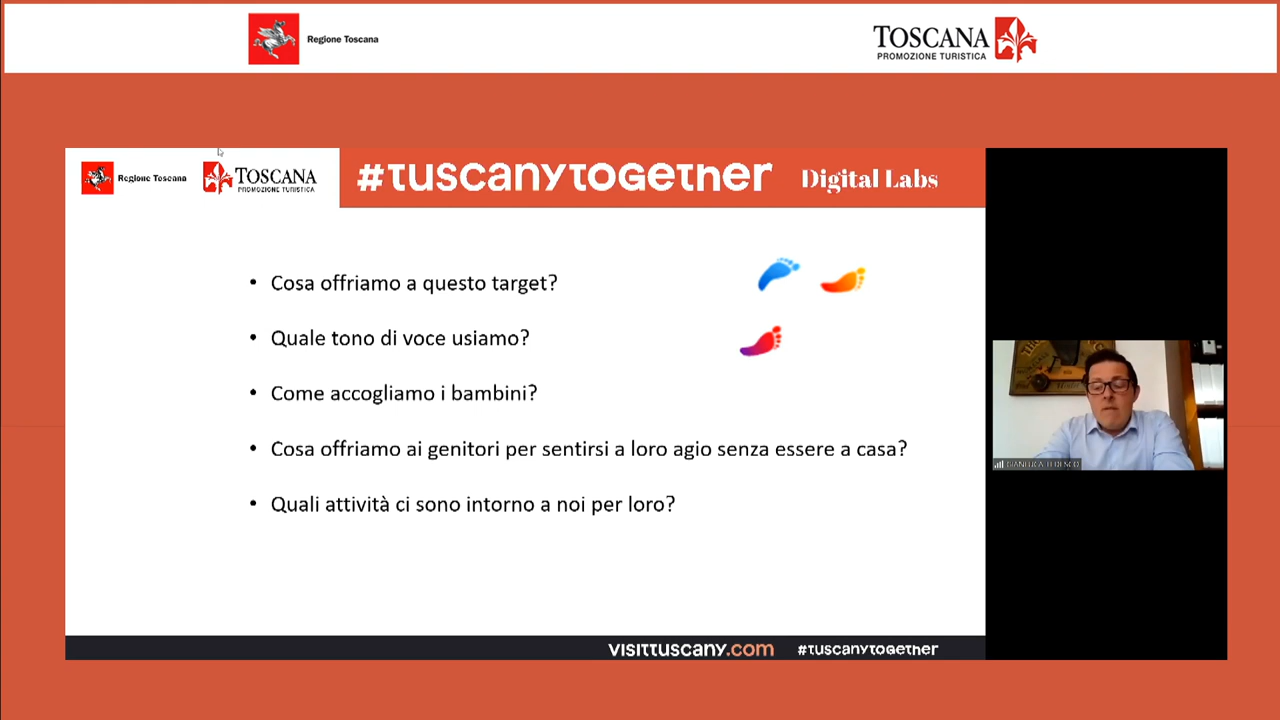 Regione Toscana
TOSCANA
PROMOZIONE TURISTICA
Regione Toscana
TOSCANA
PROMOZIONE TURISTICA
#tuscanytogether
Digital Labs
• Cosa offriamo a questo target?
• Quale tono di voce usiamo?
• Come accogliamo i bambini?
• Cosa offriamo ai genitori per sentirsi a loro agio senza essere a casa?
• Quali attività ci sono intorno a noi per loro?
GIANLUCA TEDESCO
visittuscany.com
#tuscanytogether